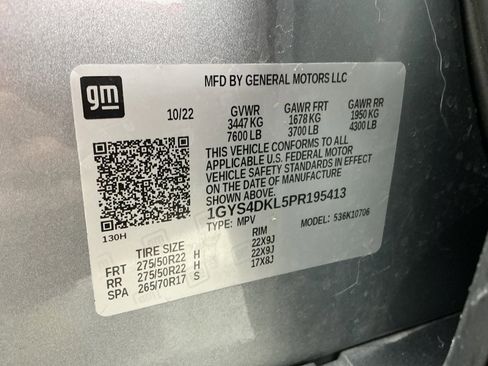 gm
MFD BY GENERAL MOTORS LLC
10/22 GVWR GAWR FRT GAWR RR
3447 KG 1678 KG 1950 KG
7600 LB 3700 LB 4300 LB
THIS VEHICLE CONFORMS TO ALL
APPLICABLE U.S. FEDERAL MOTOR
VEHICLE SAFETY STANDARDS IN EFFECT
ON THE DATE OF MANUFACTURE
SHOWN ABOVE.
1GYS4DKL5PR195413
TYPE: MPV MODEL: 536K10706
130H
TIRE SIZE RIM
FRT 275/50R22 H 22X9J
RR 275/50R22 H 22X9J
SPA 265/70R17 S 17X8J